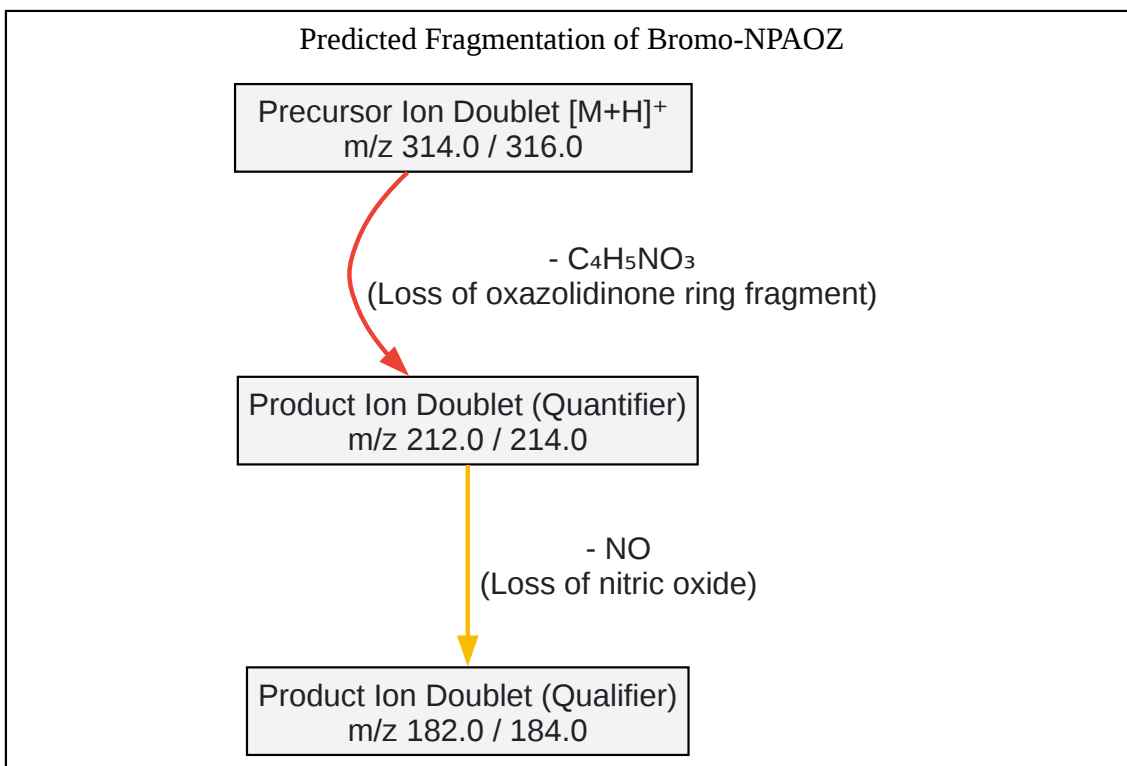 Predicted Fragmentation of Bromo-NPAOZ
Precursor Ion Doublet [M+H]⁺
m/z 314.0 / 316.0
- C₄H₅NO₃
(Loss of oxazolidinone ring fragment)
Product Ion Doublet (Quantifier)
m/z 212.0 / 214.0
- NO
(Loss of nitric oxide)
Product Ion Doublet (Qualifier)
m/z 182.0 / 184.0